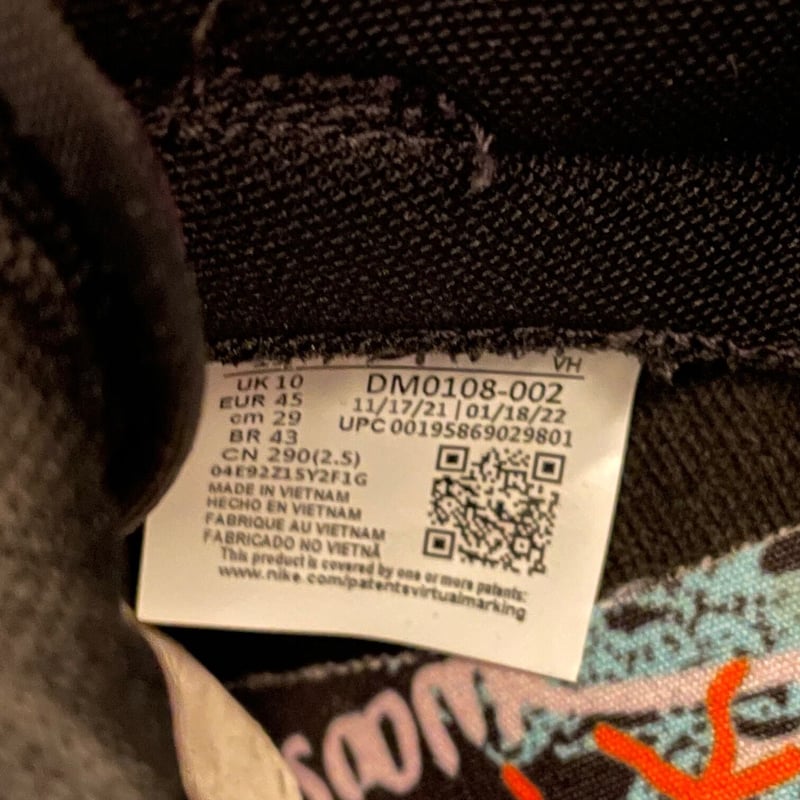 VH
UK 10
EUR 45
cm 29
BR 43
CN 290(2.5)
04E92Z15Y2F1G
DM0108-002
11/17/21 | 01/18/22
UPC 00195869029801
MADE IN VIETNAM
HECHO EN VIETNAM
FABRIQUE AU VIETNAM
FABRICADO NO VIETNÃ
This product is covered by one or more patents:
www.nike.com/patentsvirtualmarking